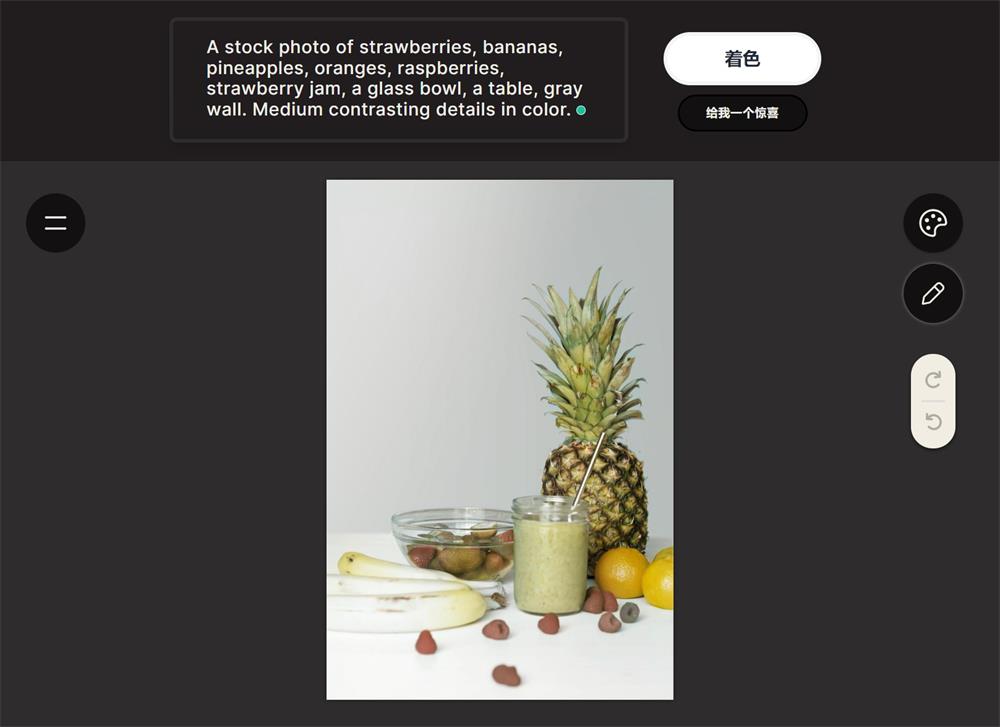 A stock photo of strawberries, bananas,
pineapples, oranges, raspberries,
strawberry jam, a glass bowl, a table, gray
wall. Medium contrasting details in color.
着色
给我一个惊喜